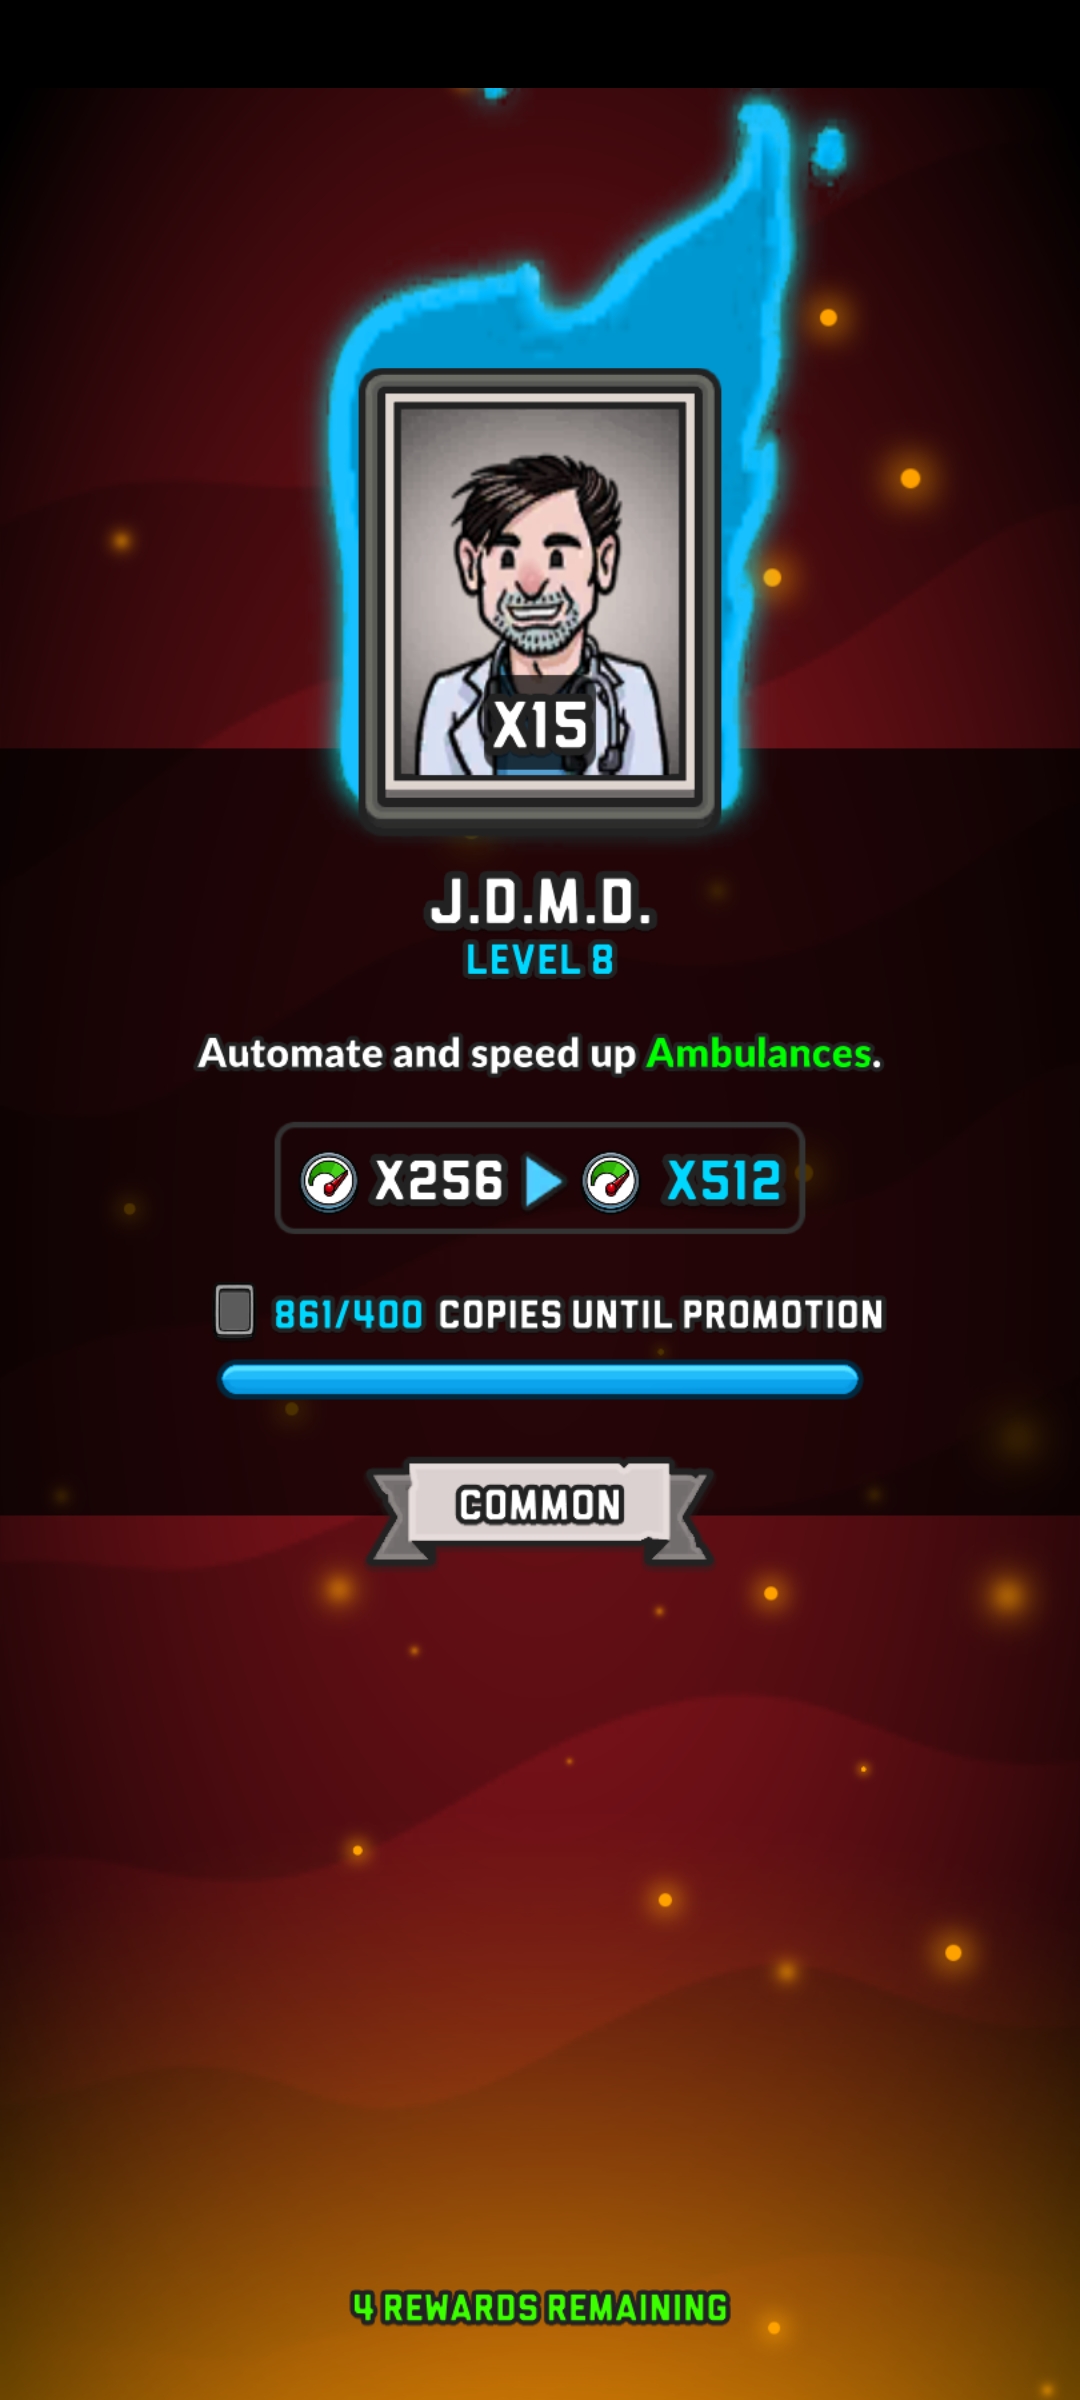 X15
J.D.M.D.
LEVEL 8
Automate and speed up Ambulances.
X256 X512
861/400 COPIES UNTIL PROMOTION
COMMON
4 REWARDS REMAINING